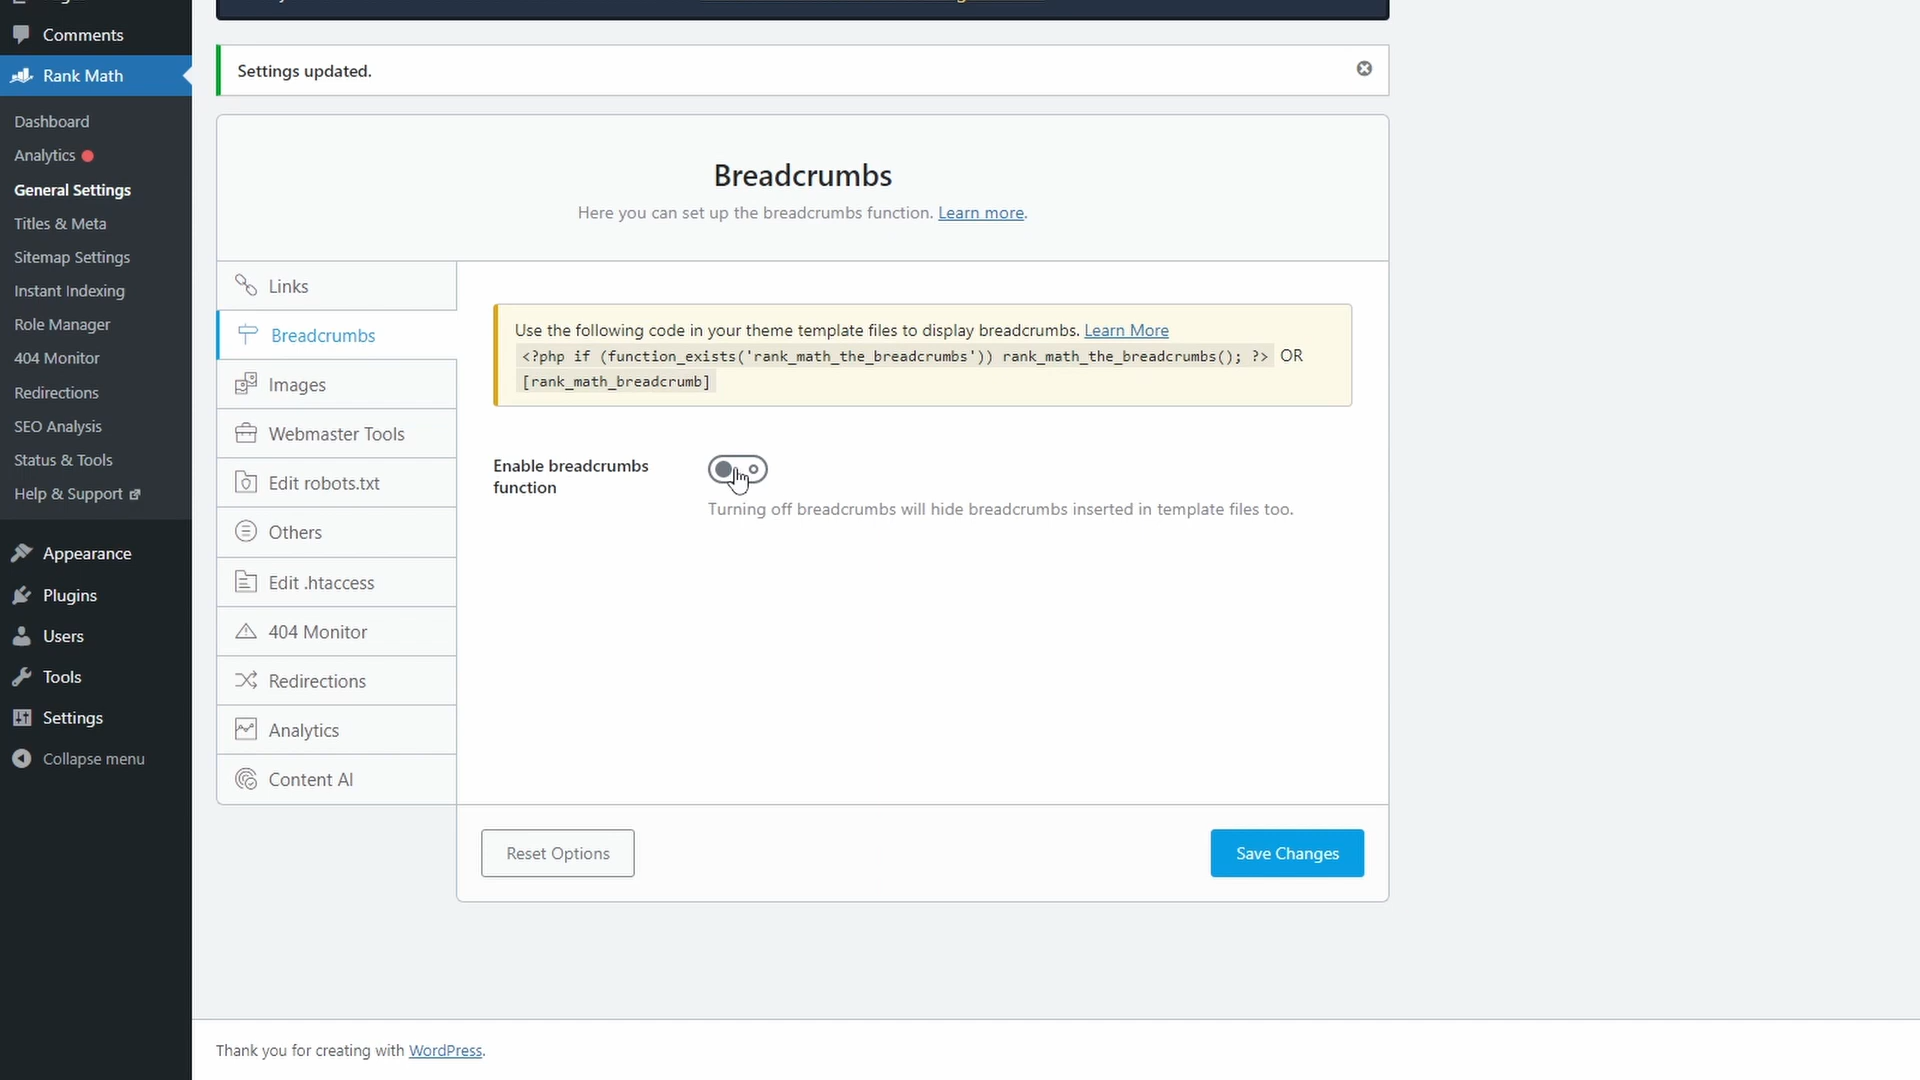 Comments
Rank Math
Dashboard
Analytics
General Settings
Titles & Meta
Sitemap Settings
Instant Indexing
Role Manager
404 Monitor
Redirections
SEO Analysis
Status & Tools
Help & Support
Appearance
Plugins
Users
Tools
Settings
Collapse menu
Settings updated.
Breadcrumbs
Here you can set up the breadcrumbs function. Learn more.
Links
Breadcrumbs
Images
Webmaster Tools
Edit robots.txt
Others
Edit .htaccess
404 Monitor
Redirections
Analytics
Content AI
Use the following code in your theme template files to display breadcrumbs. Learn More
<?php if (function_exists('rank_math_the_breadcrumbs')) rank_math_the_breadcrumbs(); ?> OR
[rank_math_breadcrumb]
Enable breadcrumbs
function
Turning off breadcrumbs will hide breadcrumbs inserted in template files too.
Reset Options
Save Changes
Thank you for creating with WordPress.